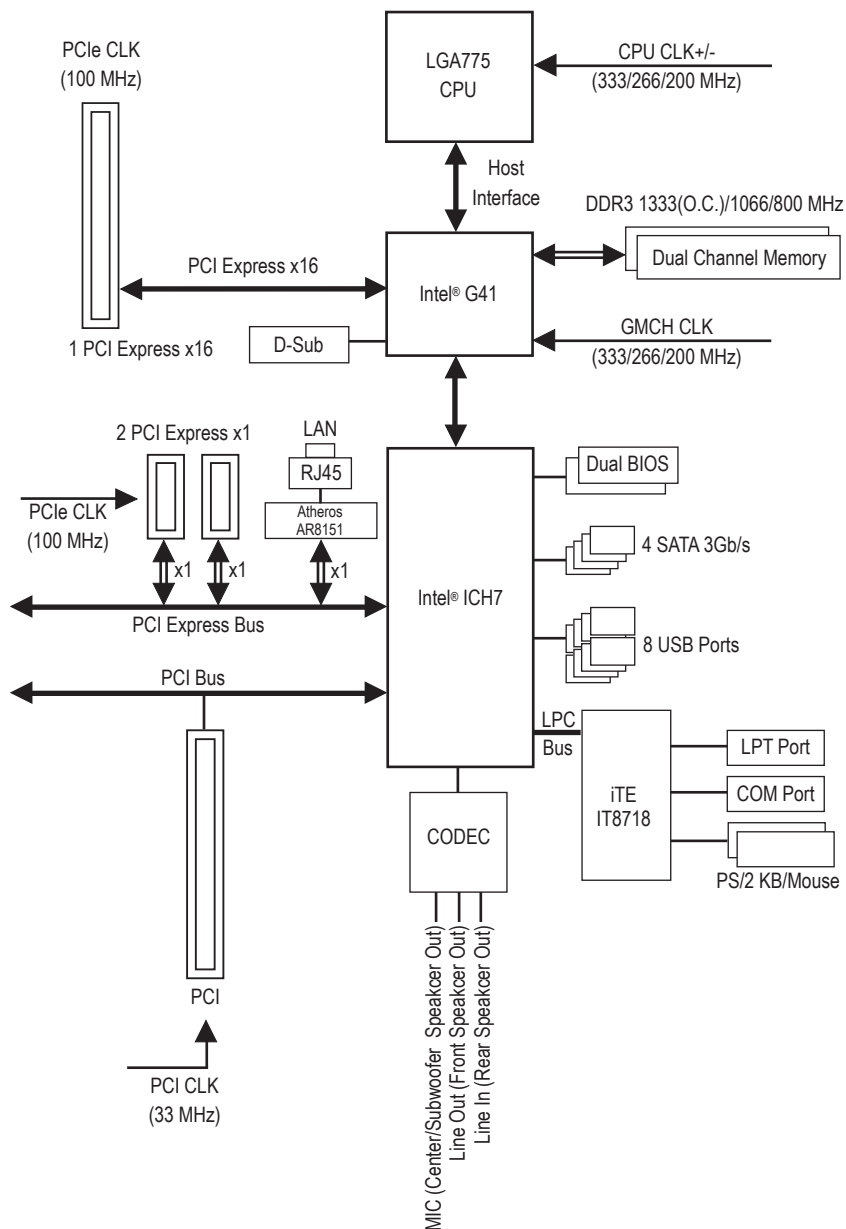 PCIe CLK
(100 MHz)
LGA775
CPU
CPU CLK+/-
(333/266/200 MHz)
Host
Interface
DDR3 1333(O.C.)/1066/800 MHz
Dual Channel Memory
PCI Express x16
Intel® G41
1 PCI Express x16
D-Sub
GMCH CLK
(333/266/200 MHz)
2 PCI Express x1
LAN
RJ45
Atheros
AR8151
Dual BIOS
PCIe CLK
(100 MHz)
x1
x1
x1
4 SATA 3Gb/s
Intel® ICH7
PCI Express Bus
8 USB Ports
PCI Bus
LPC
Bus
iTE
IT8718
LPT Port
COM Port
PS/2 KB/Mouse
CODEC
PCI
PCI CLK
(33 MHz)
MIC (Center/Subwoofer Speakcer Out)
Line Out (Front Speakcer Out)
Line In (Rear Speakcer Out)